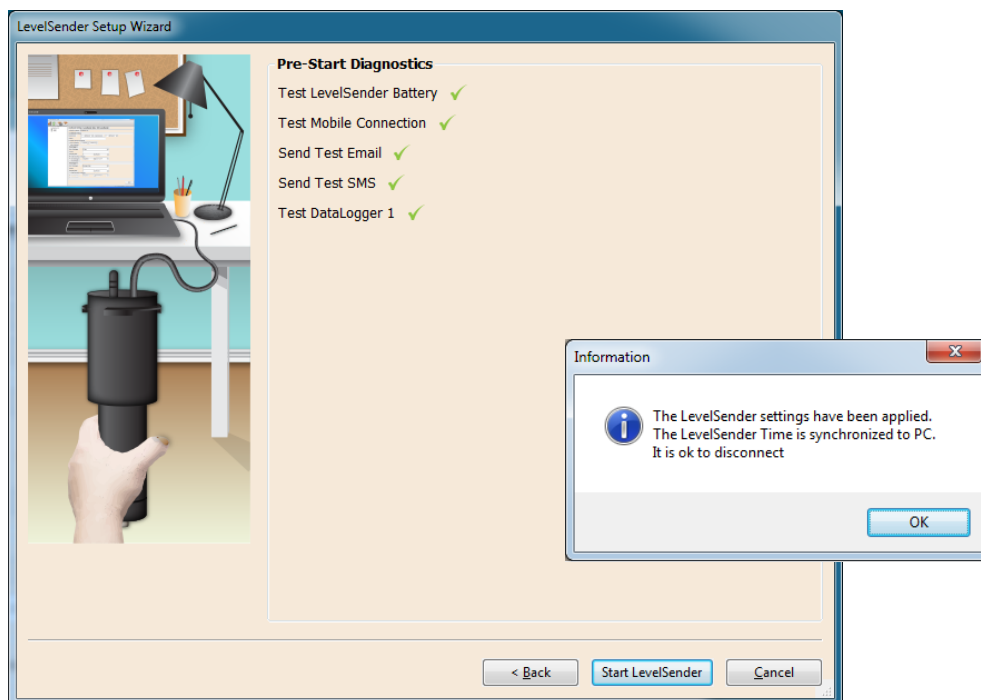 LevelSender Setup Wizard
Pre-Start Diagnostics
Test LevelSender Battery
Test Mobile Connection
Send Test Email
Send Test SMS
Test DataLogger 1
Information
The LevelSender settings have been applied.
The LevelSender Time is synchronized to PC.
It is ok to disconnect
OK
< Back
Start LevelSender
Cancel